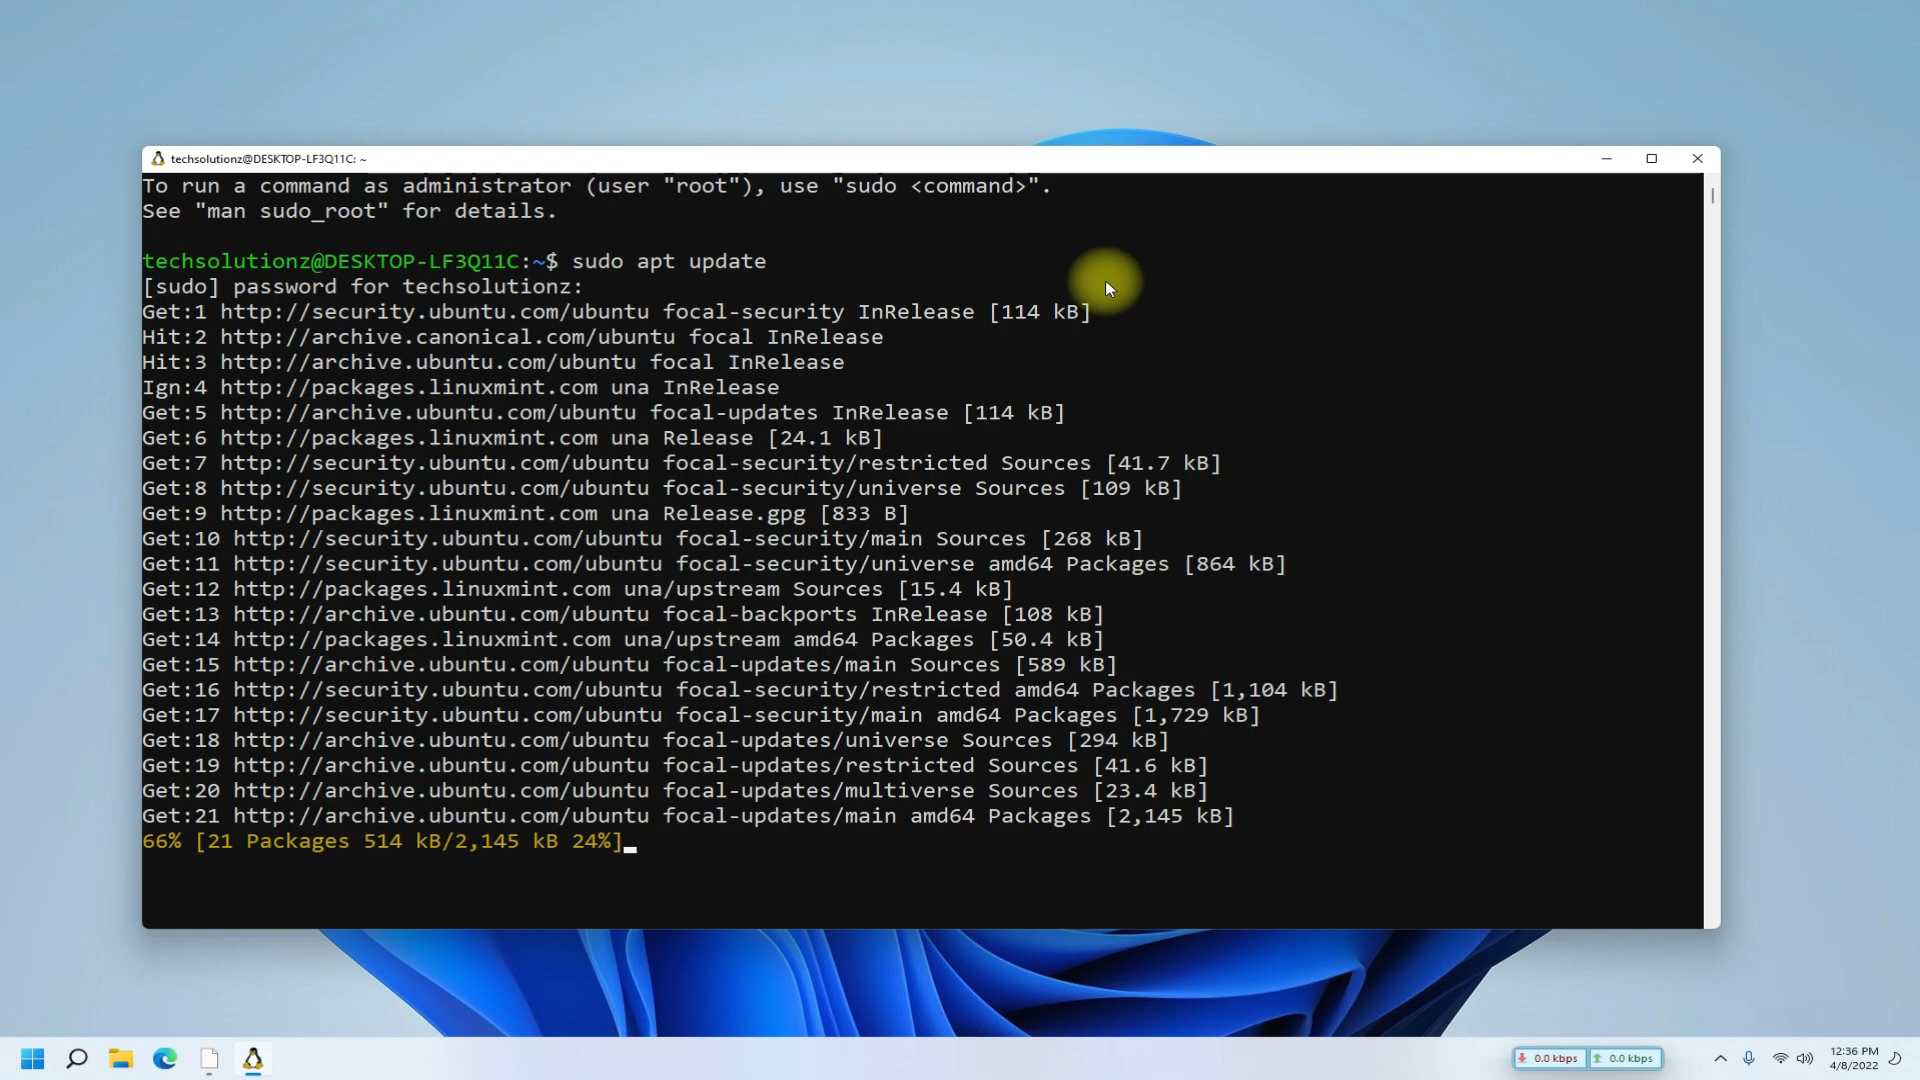 techsolutionz@DESKTOP-LF3Q11C: ~
To run a command as administrator (user "root"), use "sudo <command>".
See "man sudo_root" for details.
techsolutionz@DESKTOP-LF3Q11C:~$ sudo apt update
[sudo] password for techsolutionz:
Get:1 http://security.ubuntu.com/ubuntu focal-security InRelease [114 kB]
Hit:2 http://archive.canonical.com/ubuntu focal InRelease
Hit:3 http://archive.ubuntu.com/ubuntu focal InRelease
Ign:4 http://packages.linuxmint.com una InRelease
Get:5 http://archive.ubuntu.com/ubuntu focal-updates InRelease [114 kB]
Get:6 http://packages.linuxmint.com una Release [24.1 kB]
Get:7 http://security.ubuntu.com/ubuntu focal-security/restricted Sources [41.7 kB]
Get:8 http://security.ubuntu.com/ubuntu focal-security/universe Sources [109 kB]
Get:9 http://packages.linuxmint.com una Release.gpg [833 B]
Get:10 http://security.ubuntu.com/ubuntu focal-security/main Sources [268 kB]
Get:11 http://security.ubuntu.com/ubuntu focal-security/universe amd64 Packages [864 kB]
Get:12 http://packages.linuxmint.com una/upstream Sources [15.4 kB]
Get:13 http://archive.ubuntu.com/ubuntu focal-backports InRelease [108 kB]
Get:14 http://packages.linuxmint.com una/upstream amd64 Packages [50.4 kB]
Get:15 http://archive.ubuntu.com/ubuntu focal-updates/main Sources [589 kB]
Get:16 http://security.ubuntu.com/ubuntu focal-security/restricted amd64 Packages [1,104 kB]
Get:17 http://security.ubuntu.com/ubuntu focal-security/main amd64 Packages [1,729 kB]
Get:18 http://archive.ubuntu.com/ubuntu focal-updates/universe Sources [294 kB]
Get:19 http://archive.ubuntu.com/ubuntu focal-updates/restricted Sources [41.6 kB]
Get:20 http://archive.ubuntu.com/ubuntu focal-updates/multiverse Sources [23.4 kB]
Get:21 http://archive.ubuntu.com/ubuntu focal-updates/main amd64 Packages [2,145 kB]
66% [21 Packages 514 kB/2,145 kB 24%]
0.0 kbps 0.0 kbps
12:36 PM
4/8/2022